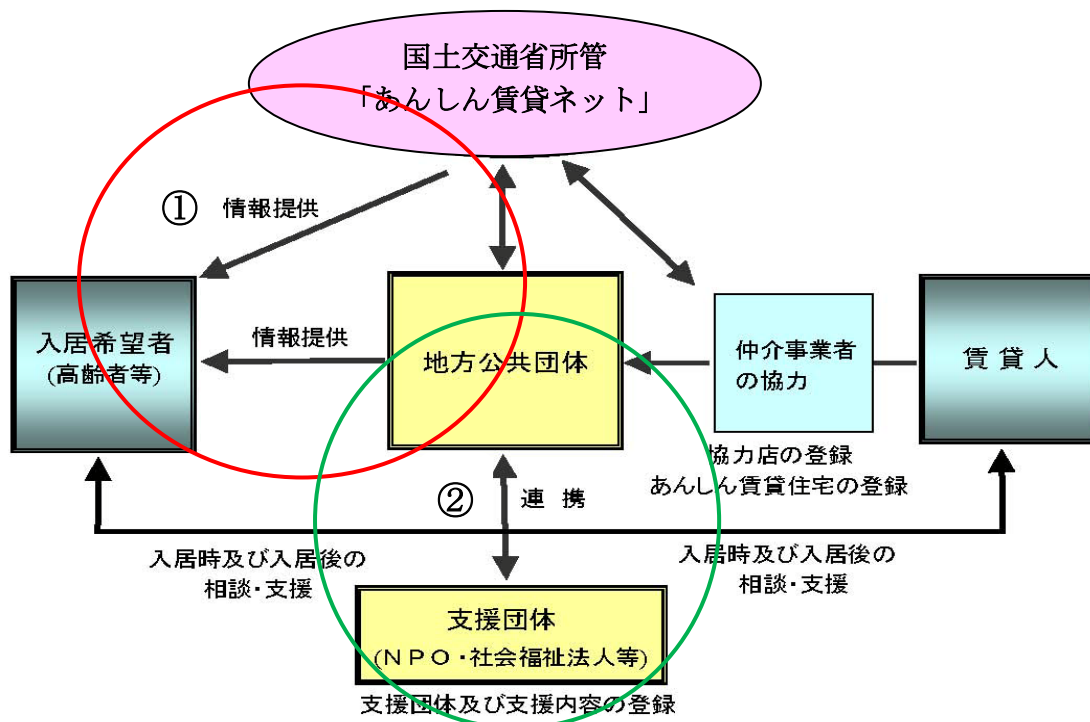 国土交通省所管
「あんしん賃貸ネット」
① 情報提供
入居希望者
(高齢者等)
情報提供
地方公共団体
仲介事業者
の協力
賃貸人
協力店の登録
あんしん賃貸住宅の登録
② 連携
入居時及び入居後の
相談・支援
入居時及び入居後の
相談・支援
支援団体
(NPO・社会福祉法人等)
支援団体及び支援内容の登録